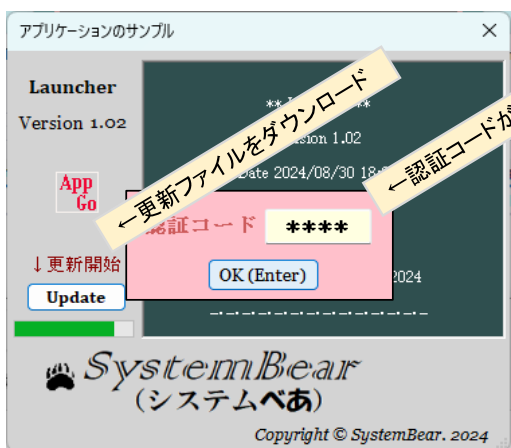 アプリケーションのサンプル
Launcher
Version 1.02
App
Go
↓更新開始
Update
**
**
sion 1.02
Date 2024/08/30 18:
←更新ファイルをダウンロード
←認証コードが
認証コード ****
OK (Enter)
2024
-.-.-.-.-.-.-.-.-.-.-.-.-
SystemBear
(システムべあ)
Copyright © SystemBear. 2024